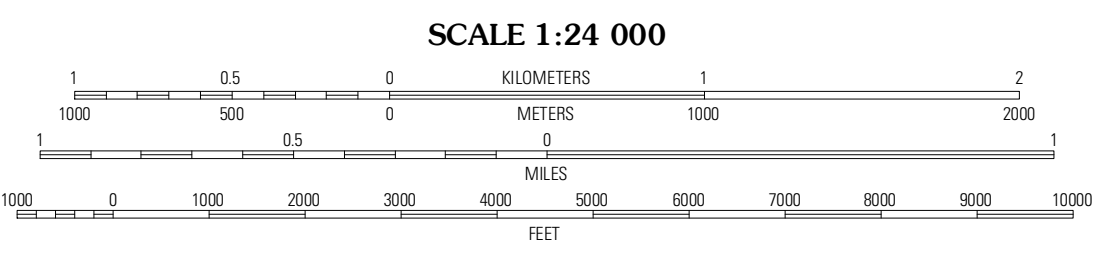 SCALE 1:24 000
1 0.5 0 KILOMETERS 1 2
1000 500 0 METERS 1000 2000
1 0.5 0 1
MILES
1000 0 1000 2000 3000 4000 5000 6000 7000 8000 9000 10000
FEET